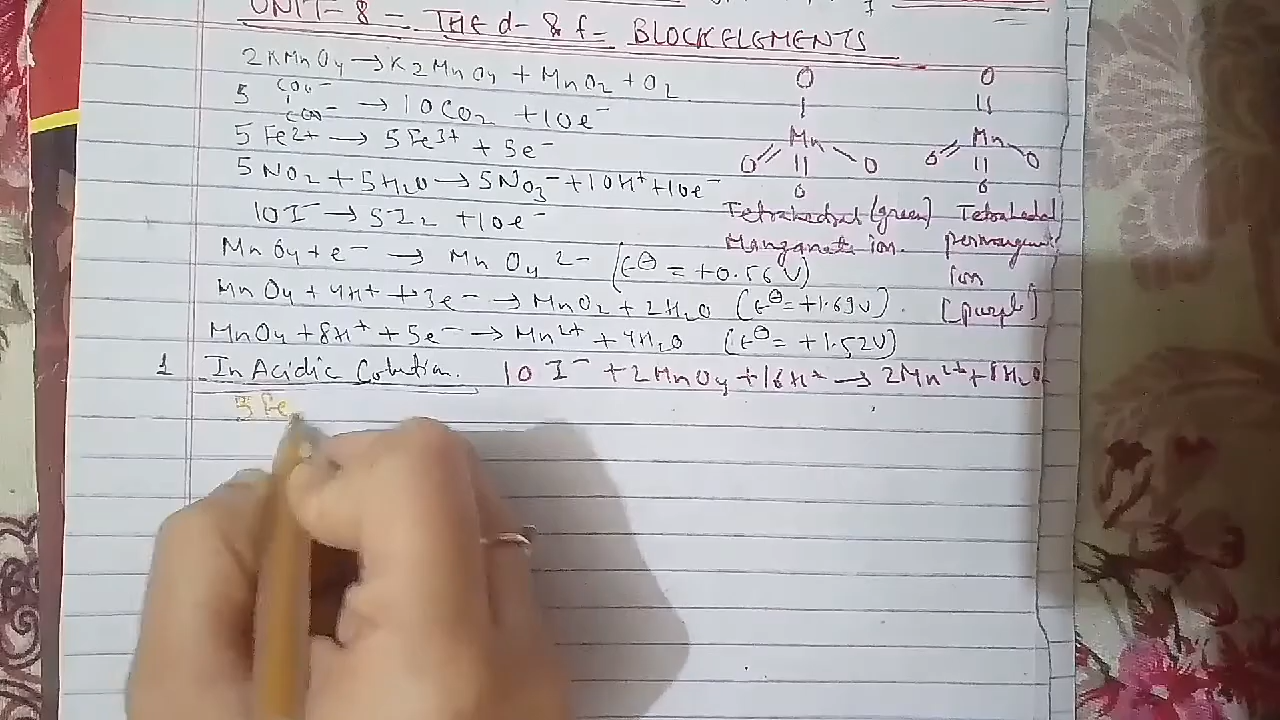 UNIT-8 - THE d- & f- BLOCK ELEMENTS
2KMnO4 → K2MnO4 + MnO2 + O2
5 COO-
COO- → 10CO2 + 10e-
5Fe2+ → 5Fe3+ + 5e-
5NO2 + 5H2O → 5NO3- + 10H+ + 10e-
10I- → 5I2 + 10e-
MnO4 + e- → MnO4 2- (E⊖ = +0.56V)
MnO4 + 4H+ + 3e- → MnO2 + 2H2O (E⊖ = +1.69V).
MnO4 + 8H+ + 5e- → Mn2+ + 4H2O (E⊖ = +1.52V)
1 In Acidic Solution. 10I- + 2MnO4 + 16H+ → 2Mn2+ + 8H2O
5Fe
O
Mn
O O
O
Tetrahedral (green)
Manganate ion.
O
Mn
O O
O
Tetrahedral
permanganate
ion
[purple]